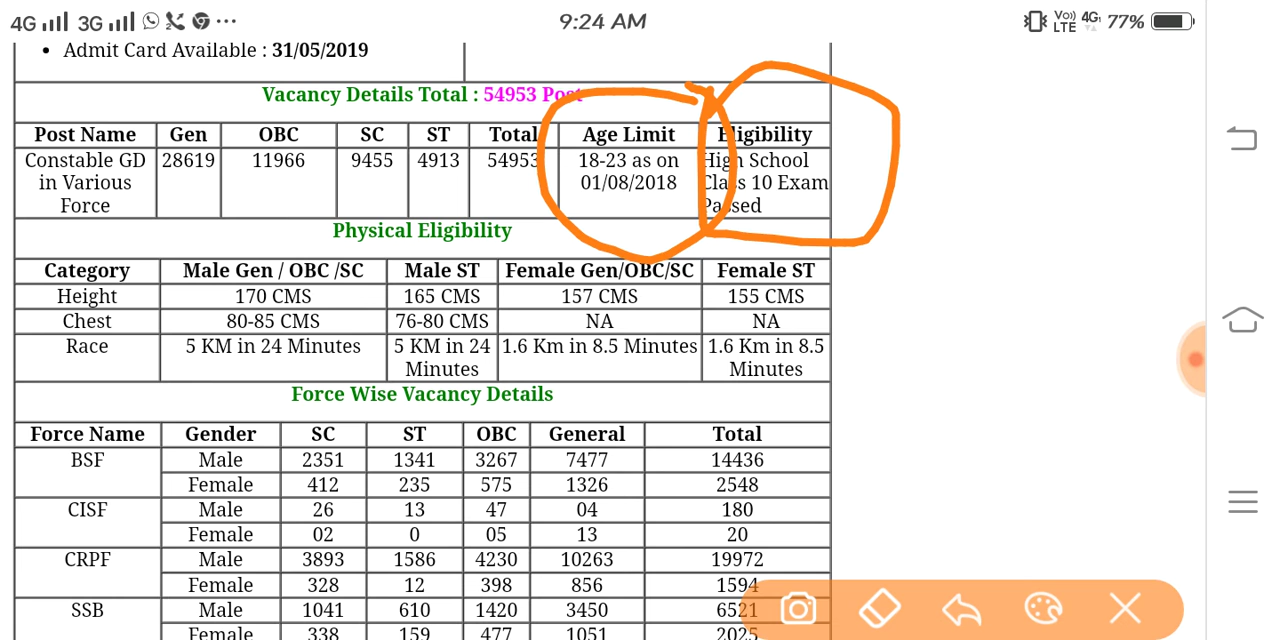 4G 3G ... 9:24 AM Vo)) LTE 4G 77%
• Admit Card Available : 31/05/2019
Vacancy Details Total : 54953 Post
Post Name Gen OBC SC ST Total Age Limit Eligibility
Constable GD 28619 11966 9455 4913 54953 18-23 as on High School
in Various 01/08/2018 Class 10 Exam
Force Passed
Physical Eligibility
Category Male Gen / OBC /SC Male ST Female Gen/OBC/SC Female ST
Height 170 CMS 165 CMS 157 CMS 155 CMS
Chest 80-85 CMS 76-80 CMS NA NA
Race 5 KM in 24 Minutes 5 KM in 24 1.6 Km in 8.5 Minutes 1.6 Km in 8.5
Minutes Minutes
Force Wise Vacancy Details
Force Name Gender SC ST OBC General Total
BSF Male 2351 1341 3267 7477 14436
Female 412 235 575 1326 2548
CISF Male 26 13 47 04 180
Female 02 0 05 13 20
CRPF Male 3893 1586 4230 10263 19972
Female 328 12 398 856 1594
SSB Male 1041 610 1420 3450 6521
Female 338 159 477 1051 2025